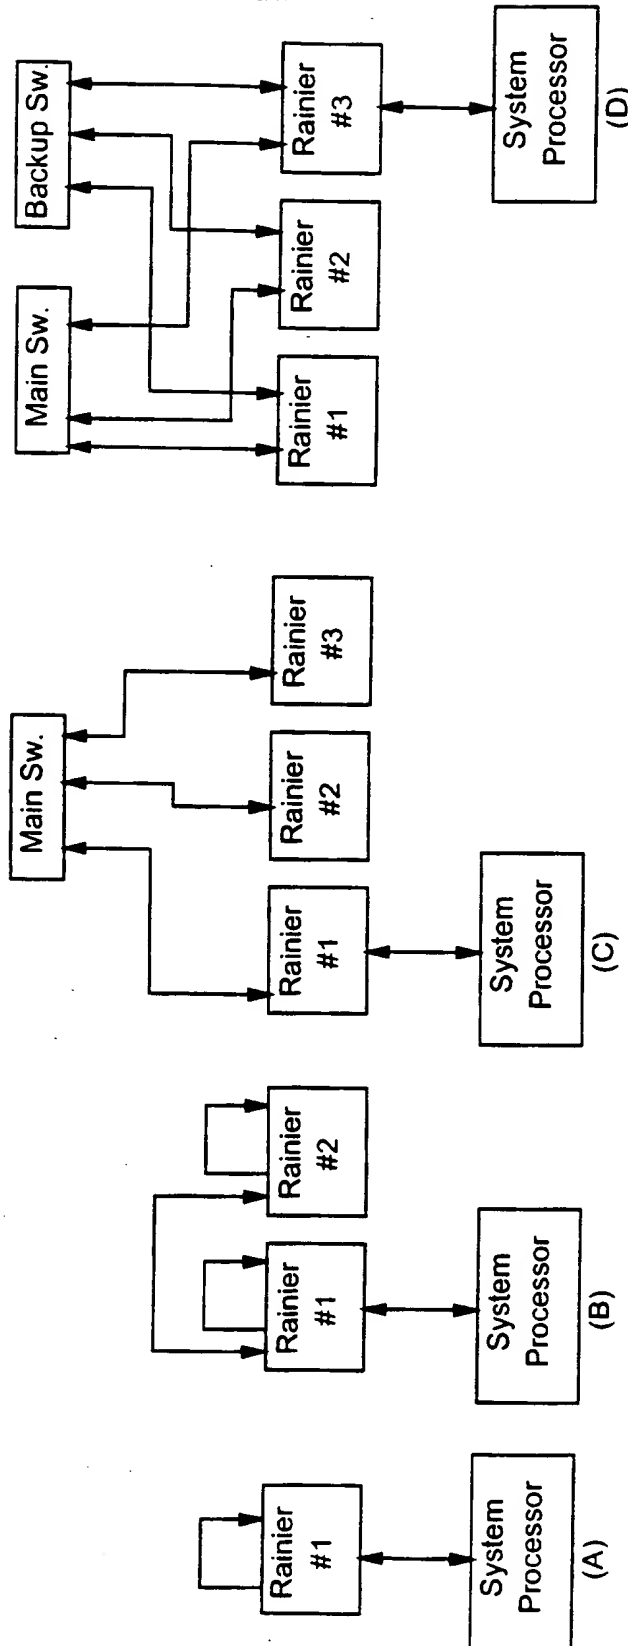 Rainier
#1
System
Processor
(A)
Rainier
#1
Rainier
#2
System
Processor
(B)
Main Sw.
Rainier
#1
Rainier
#2
Rainier
#3
System
Processor
(C)
Main Sw.
Backup Sw.
Rainier
#1
Rainier
#2
Rainier
#3
System
Processor
(D)